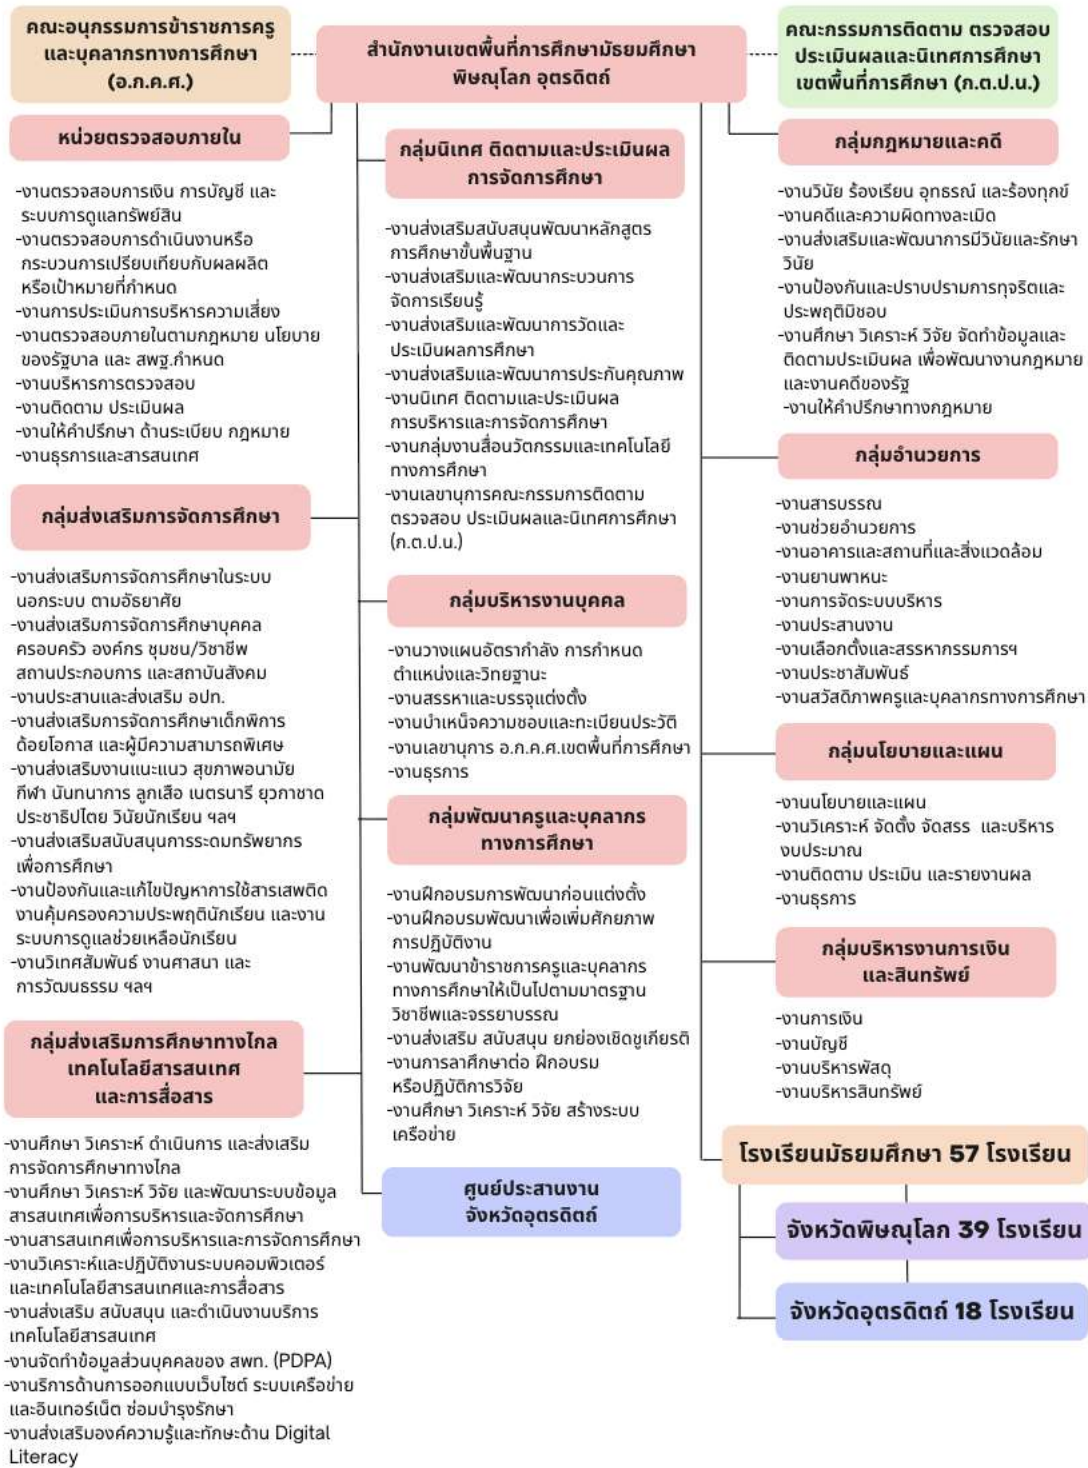 คณะอนุกรรมการข้าราชการครู
และบุคลากรทางการศึกษา
(อ.ก.ค.ศ.)
สำนักงานเขตพื้นที่การศึกษามัธยมศึกษา
พิษณุโลก อุตรดิตถ์
คณะกรรมการติดตาม ตรวจสอบ
ประเมินผลและนิเทศการศึกษา
เขตพื้นที่การศึกษา (ก.ต.ป.น.)
หน่วยตรวจสอบภายใน
-งานตรวจสอบการเงิน การบัญชี และ
ระบบการดูแลทรัพย์สิน
-งานตรวจสอบการดำเนินงานหรือ
กระบวนการเปรียบเทียบกับผลผลิต
หรือเป้าหมายที่กำหนด
-งานการประเมินการบริหารความเสี่ยง
-งานตรวจสอบภายในตามกฎหมาย นโยบาย
ของรัฐบาล และ สพฐ.กำหนด
-งานบริหารการตรวจสอบ
-งานติดตาม ประเมินผล
-งานให้คำปรึกษา ด้านระเบียบ กฎหมาย
-งานธุรการและสารสนเทศ
กลุ่มส่งเสริมการจัดการศึกษา
-งานส่งเสริมการจัดการศึกษาในระบบ
นอกระบบ ตามอัธยาศัย
-งานส่งเสริมการจัดการศึกษาบุคคล
ครอบครัว องค์กร ชุมชน/วิชาชีพ
สถานประกอบการ และสถาบันสังคม
-งานประสานและส่งเสริม อปท.
-งานส่งเสริมการจัดการศึกษาเด็กพิการ
ด้อยโอกาส และผู้มีความสามารถพิเศษ
-งานส่งเสริมงานแนะแนว สุขภาพอนามัย
กีฬา นันทนาการ ลูกเสือ เนตรนารี ยุวกาชาด
ประชาธิปไตย วินัยนักเรียน ฯลฯ
-งานส่งเสริมสนับสนุนการระดมทรัพยากร
เพื่อการศึกษา
-งานป้องกันและแก้ไขปัญหาการใช้สารเสพติด
งานคุ้มครองความประพฤตินักเรียน และงาน
ระบบการดูแลช่วยเหลือนักเรียน
-งานวิเทศสัมพันธ์ งานศาสนา และ
การวัฒนธรรม ฯลฯ
กลุ่มส่งเสริมการศึกษาทางไกล
เทคโนโลยีสารสนเทศ
และการสื่อสาร
-งานศึกษา วิเคราะห์ ดำเนินการ และส่งเสริม
การจัดการศึกษาทางไกล
-งานศึกษา วิเคราะห์ วิจัย และพัฒนาระบบข้อมูล
สารสนเทศเพื่อการบริหารและจัดการศึกษา
-งานสารสนเทศเพื่อการบริหารและการจัดการศึกษา
-งานวิเคราะห์และปฏิบัติงานระบบคอมพิวเตอร์
และเทคโนโลยีสารสนเทศและการสื่อสาร
-งานส่งเสริม สนับสนุน และดำเนินงานบริการ
เทคโนโลยีสารสนเทศ
-งานจัดทำข้อมูลส่วนบุคคลของ สพท. (PDPA)
-งานริการด้านการออกแบบเว็บไซต์ ระบบเครือข่าย
และอินเทอร์เน็ต ซ่อมบำรุงรักษา
-งานส่งเสริมองค์ความรู้และทักษะด้าน Digital
Literacy
กลุ่มนิเทศ ติดตามและประเมินผล
การจัดการศึกษา
-งานส่งเสริมสนับสนุนพัฒนาหลักสูตร
การศึกษาขั้นพื้นฐาน
-งานส่งเสริมและพัฒนากระบวนการ
จัดการเรียนรู้
-งานส่งเสริมและพัฒนาการวัดและ
ประเมินผลการศึกษา
-งานส่งเสริมและพัฒนาการประกันคุณภาพ
-งานนิเทศ ติดตามและประเมินผล
การบริหารและการจัดการศึกษา
-งานกลุ่มงานสื่อนวัตกรรมและเทคโนโลยี
ทางการศึกษา
-งานเลขานุการคณะกรรมการติดตาม
ตรวจสอบ ประเมินผลและนิเทศการศึกษา
(ก.ต.ป.น.)
กลุ่มบริหารงานบุคคล
-งานวางแผนอัตรากำลัง การกำหนด
ตำแหน่งและวิทยฐานะ
-งานสรรหาและบรรจุแต่งตั้ง
-งานบำเหน็จความชอบและทะเบียนประวัติ
-งานเลขานุการ อ.ก.ค.ศ.เขตพื้นที่การศึกษา
-งานธุรการ
กลุ่มพัฒนาครูและบุคลากร
ทางการศึกษา
-งานฝึกอบรมการพัฒนาก่อนแต่งตั้ง
-งานฝึกอบรมพัฒนาเพื่อเพิ่มศักยภาพ
การปฏิบัติงาน
-งานพัฒนาข้าราชการครูและบุคลากร
ทางการศึกษาให้เป็นไปตามมาตรฐาน
วิชาชีพและจรรยาบรรณ
-งานส่งเสริม สนับสนุน ยกย่องเชิดชูเกียรติ
-งานการลาศึกษาต่อ ฝึกอบรม
หรือปฏิบัติการวิจัย
-งานศึกษา วิเคราะห์ วิจัย สร้างระบบ
เครือข่าย
ศูนย์ประสานงาน
จังหวัดอุตรดิตถ์
กลุ่มกฎหมายและคดี
-งานวินัย ร้องเรียน อุทธรณ์ และร้องทุกข์
-งานคดีและความผิดทางละเมิด
-งานส่งเสริมและพัฒนาการมีวินัยและรักษา
วินัย
-งานป้องกันและปราบปรามการทุจริตและ
ประพฤติมิชอบ
-งานศึกษา วิเคราะห์ วิจัย จัดทำข้อมูลและ
ติดตามประเมินผล เพื่อพัฒนางานกฎหมาย
และงานคดีของรัฐ
-งานให้คำปรึกษาทางกฎหมาย
กลุ่มอำนวยการ
-งานสารบรรณ
-งานช่วยอำนวยการ
-งานอาคารและสถานที่และสิ่งแวดล้อม
-งานยานพาหนะ
-งานการจัดระบบบริหาร
-งานประสานงาน
-งานเลือกตั้งและสรรหากรรมการฯ
-งานประชาสัมพันธ์
-งานสวัสดิภาพครูและบุคลากรทางการศึกษา
กลุ่มนโยบายและแผน
-งานนโยบายและแผน
-งานวิเคราะห์ จัดตั้ง จัดสรร และบริหาร
งบประมาณ
-งานติดตาม ประเมิน และรายงานผล
-งานธุรการ
กลุ่มบริหารงานการเงิน
และสินทรัพย์
-งานการเงิน
-งานบัญชี
-งานบริหารพัสดุ
-งานบริหารสินทรัพย์
โรงเรียนมัธยมศึกษา 57 โรงเรียน
จังหวัดพิษณุโลก 39 โรงเรียน
จังหวัดอุตรดิตถ์ 18 โรงเรียน